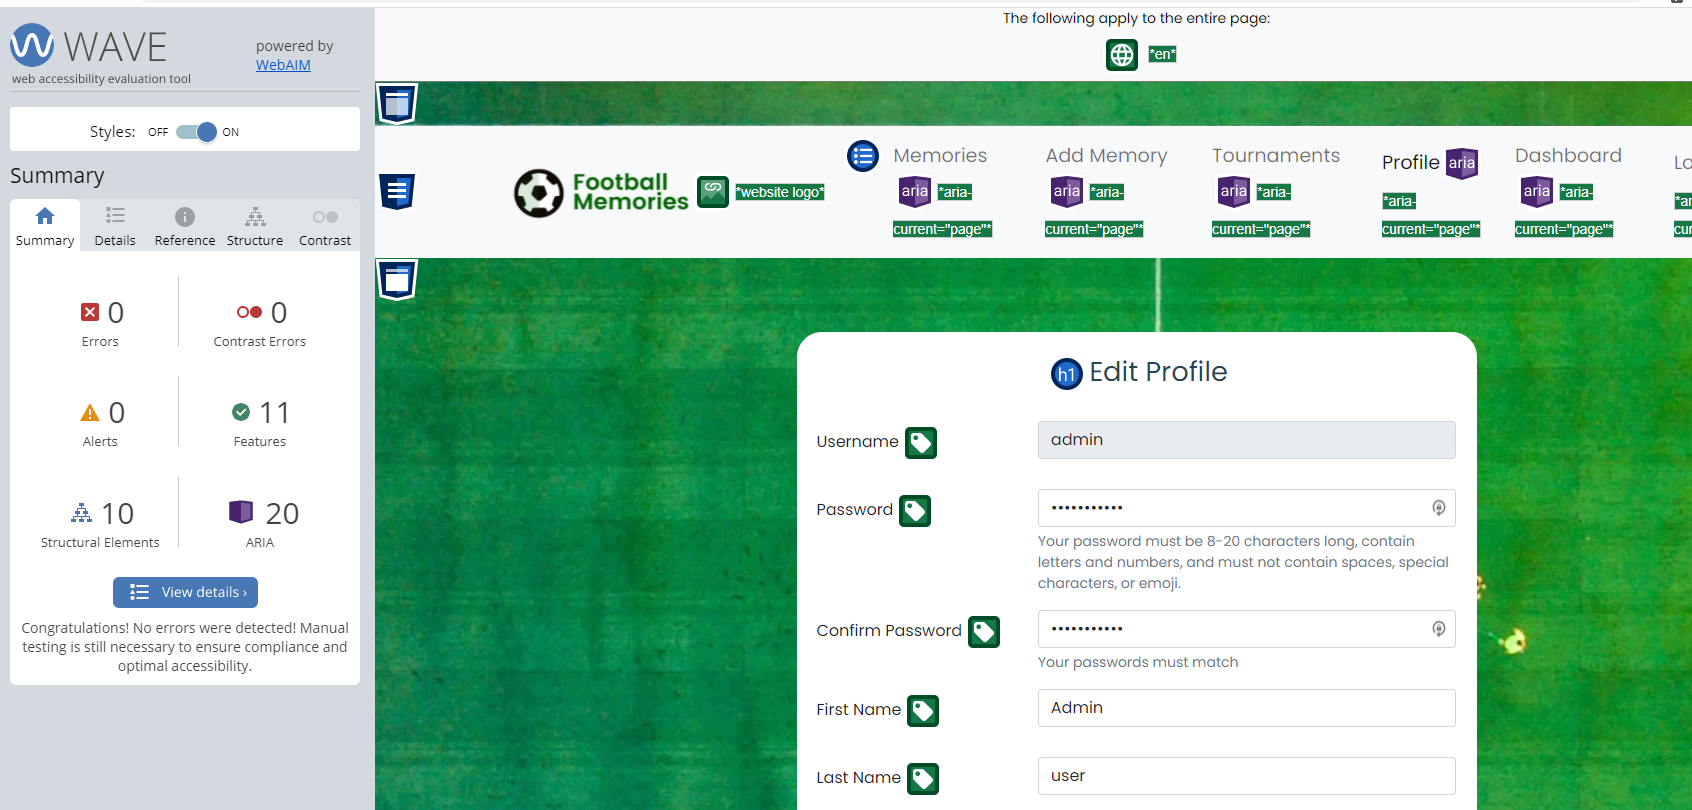 WAVE
web accessibility evaluation tool
powered by
WebAIM
Styles: OFF ON
Summary
Summary Details Reference Structure Contrast
0
Errors
0
Contrast Errors
0
Alerts
11
Features
10
Structural Elements
20
ARIA
View details ›
Congratulations! No errors were detected! Manual
testing is still necessary to ensure compliance and
optimal accessibility.
The following apply to the entire page:
*en*
Football
Memories
*website logo*
Memories
aria *aria-
current="page"*
Add Memory
aria *aria-
current="page"*
Tournaments
aria *aria-
current="page"*
Profile aria
*aria-
current="page"*
Dashboard
aria *aria-
current="page"*
Lo
*ar
cur
h1 Edit Profile
Username
admin
Password
•••••••••••
Your password must be 8-20 characters long, contain
letters and numbers, and must not contain spaces, special
characters, or emoji.
Confirm Password
•••••••••••
Your passwords must match
First Name
Admin
Last Name
user